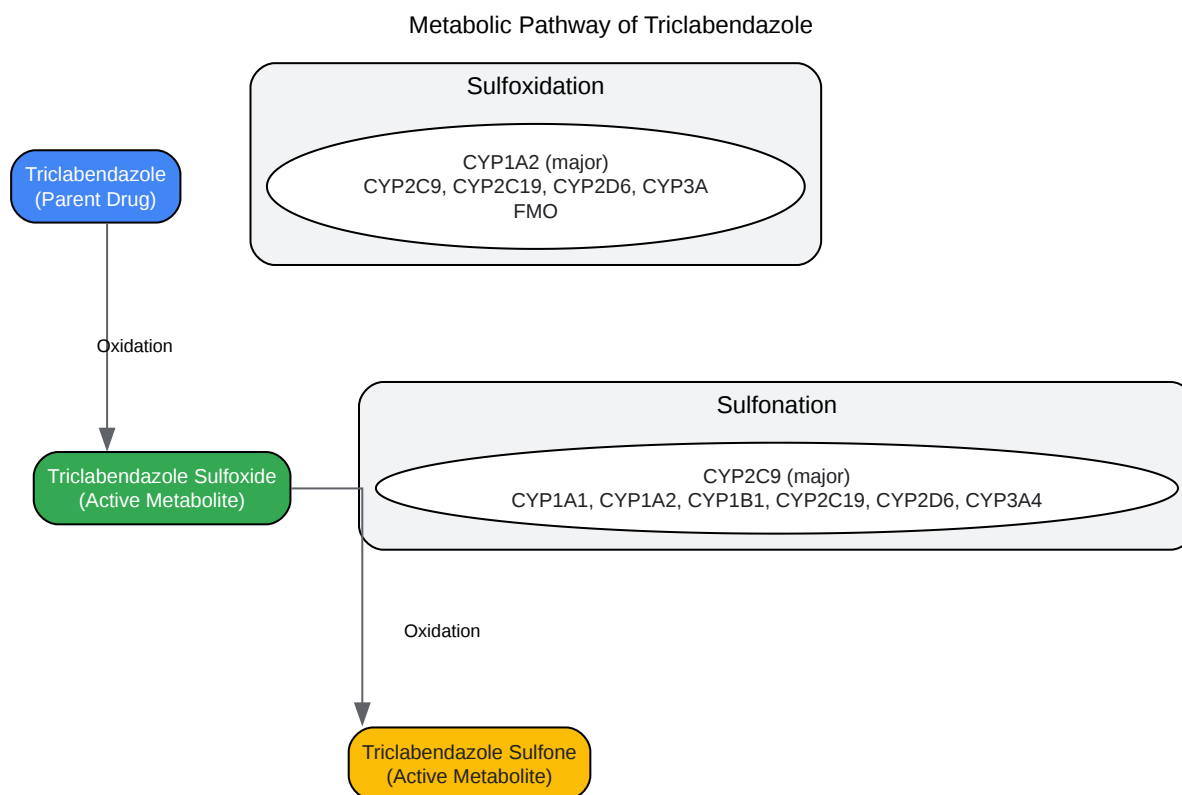 Metabolic Pathway of Triclabendazole
Sulfoxidation
CYP1A2 (major)
CYP2C9, CYP2C19, CYP2D6, CYP3A
FMO
Triclabendazole
(Parent Drug)
Oxidation
Sulfonation
CYP2C9 (major)
CYP1A1, CYP1A2, CYP1B1, CYP2C19, CYP2D6, CYP3A4
Triclabendazole Sulfoxide
(Active Metabolite)
Oxidation
Triclabendazole Sulfone
(Active Metabolite)